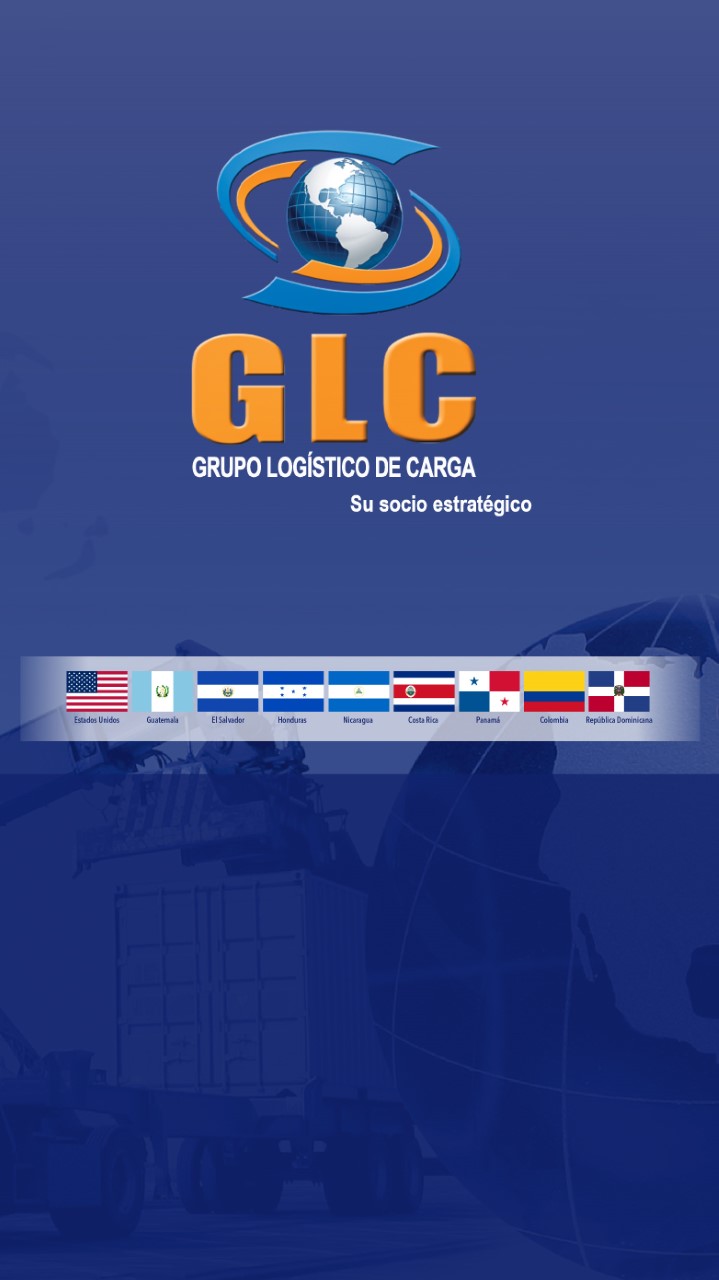 GLC
GRUPO LOGÍSTICO DE CARGA
Su socio estratégico
Estados Unidos Guatemala El Salvador Honduras Nicaragua Costa Rica Panamá Colombia República Dominicana